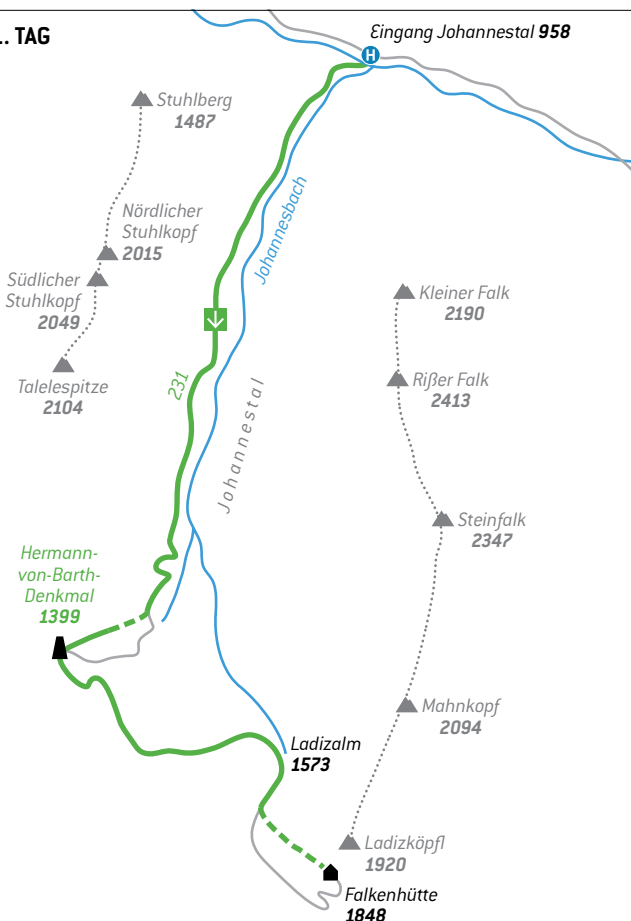 .. TAG
Eingang Johannestal 958
H
Stuhlberg
1487
Nördlicher
Stuhlkopf
2015
Südlicher
Stuhlkopf
2049
Talelespitze
2104
Johannesbach
Kleiner Falk
2190
231
Rißer Falk
2413
Johannestal
Steinfalk
2347
Hermann-
von-Barth-
Denkmal
1399
Mahnkopf
2094
Ladizalm
1573
Ladizköpfl
1920
Falkenhütte
1848